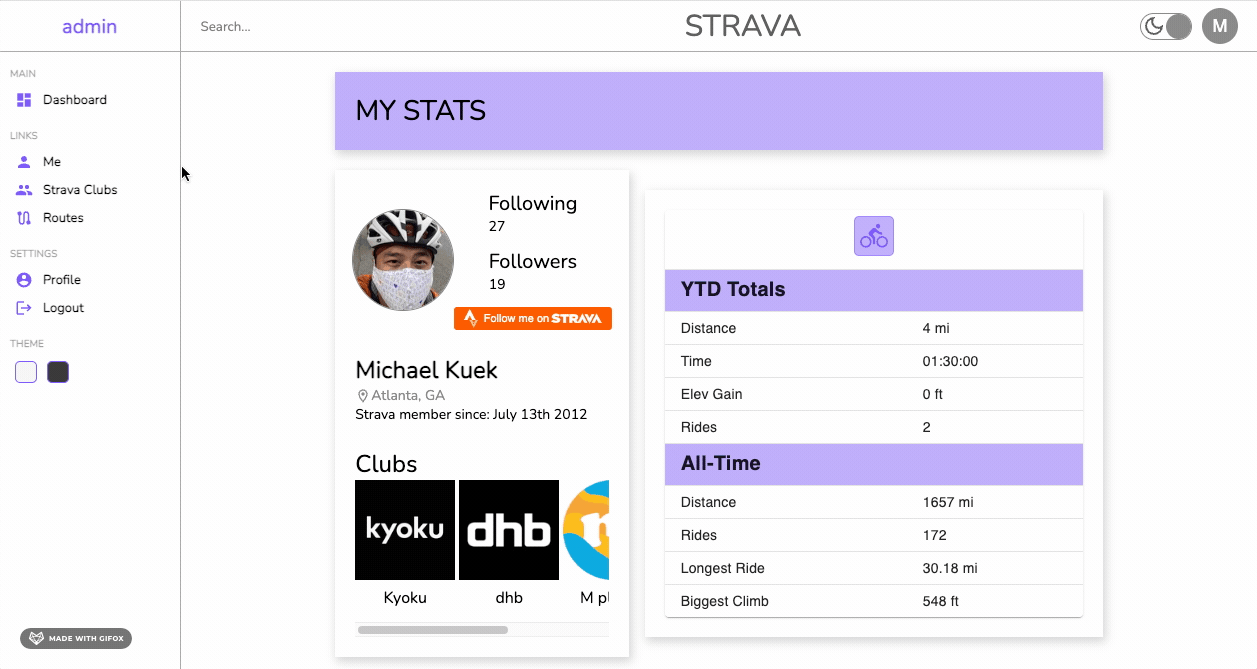 admin
Search...
STRAVA
M
MAIN
Dashboard
LINKS
Me
Strava Clubs
Routes
SETTINGS
Profile
Logout
THEME
MADE WITH GIFOX
MY STATS
Following
27
Followers
19
Follow me on STRAVA
Michael Kuek
Atlanta, GA
Strava member since: July 13th 2012
Clubs
kyoku
dhb
Kyoku
dhb
M pl
YTD Totals
Distance 4 mi
Time 01:30:00
Elev Gain 0 ft
Rides 2
All-Time
Distance 1657 mi
Rides 172
Longest Ride 30.18 mi
Biggest Climb 548 ft